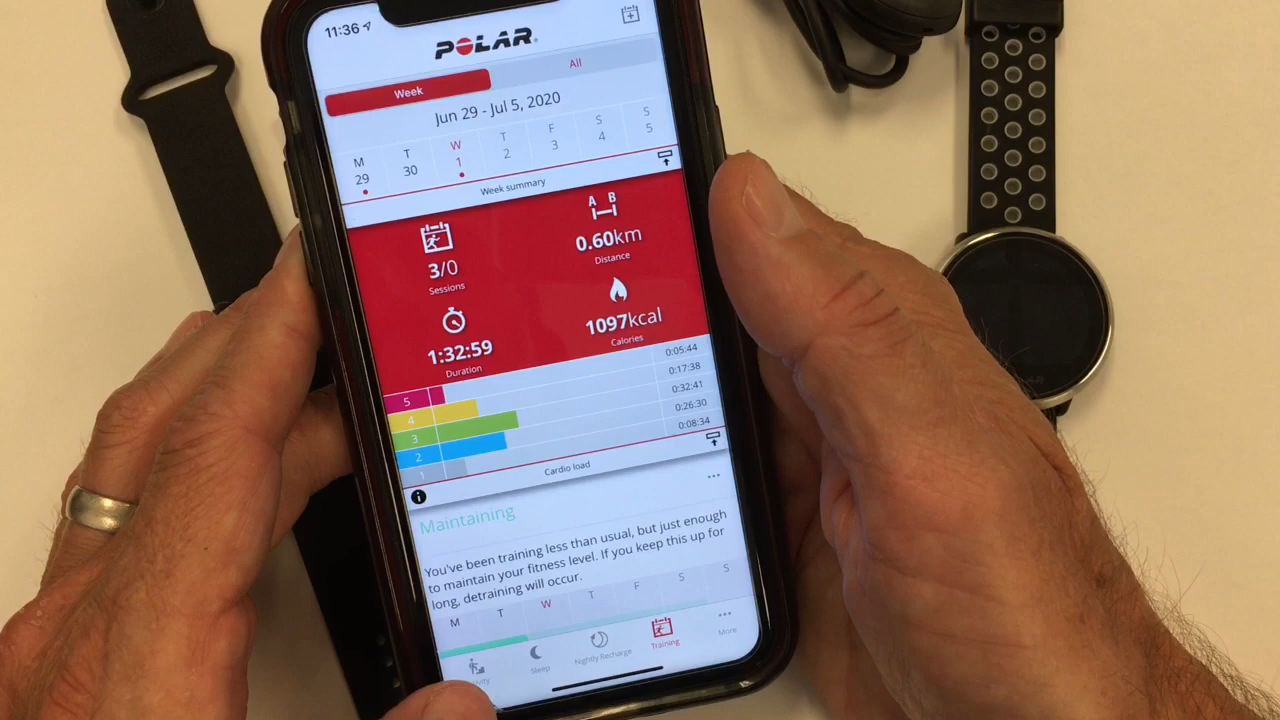 11:36
POLAR
Week All
Jun 29 - Jul 5, 2020
M T W T F S S
29 30 1 2 3 4 5
Week summary
A B
3/0
Sessions
0.60km
Distance
1:32:59
Duration
1097kcal
Calories
5 0:05:44
4 0:17:38
3 0:32:41
2 0:26:30
1 0:08:34
Cardio load
Maintaining
You've been training less than usual, but just enough
to maintain your fitness level. If you keep this up for
long, detraining will occur.
M T W T F S S
Sleep Nightly Recharge Training More